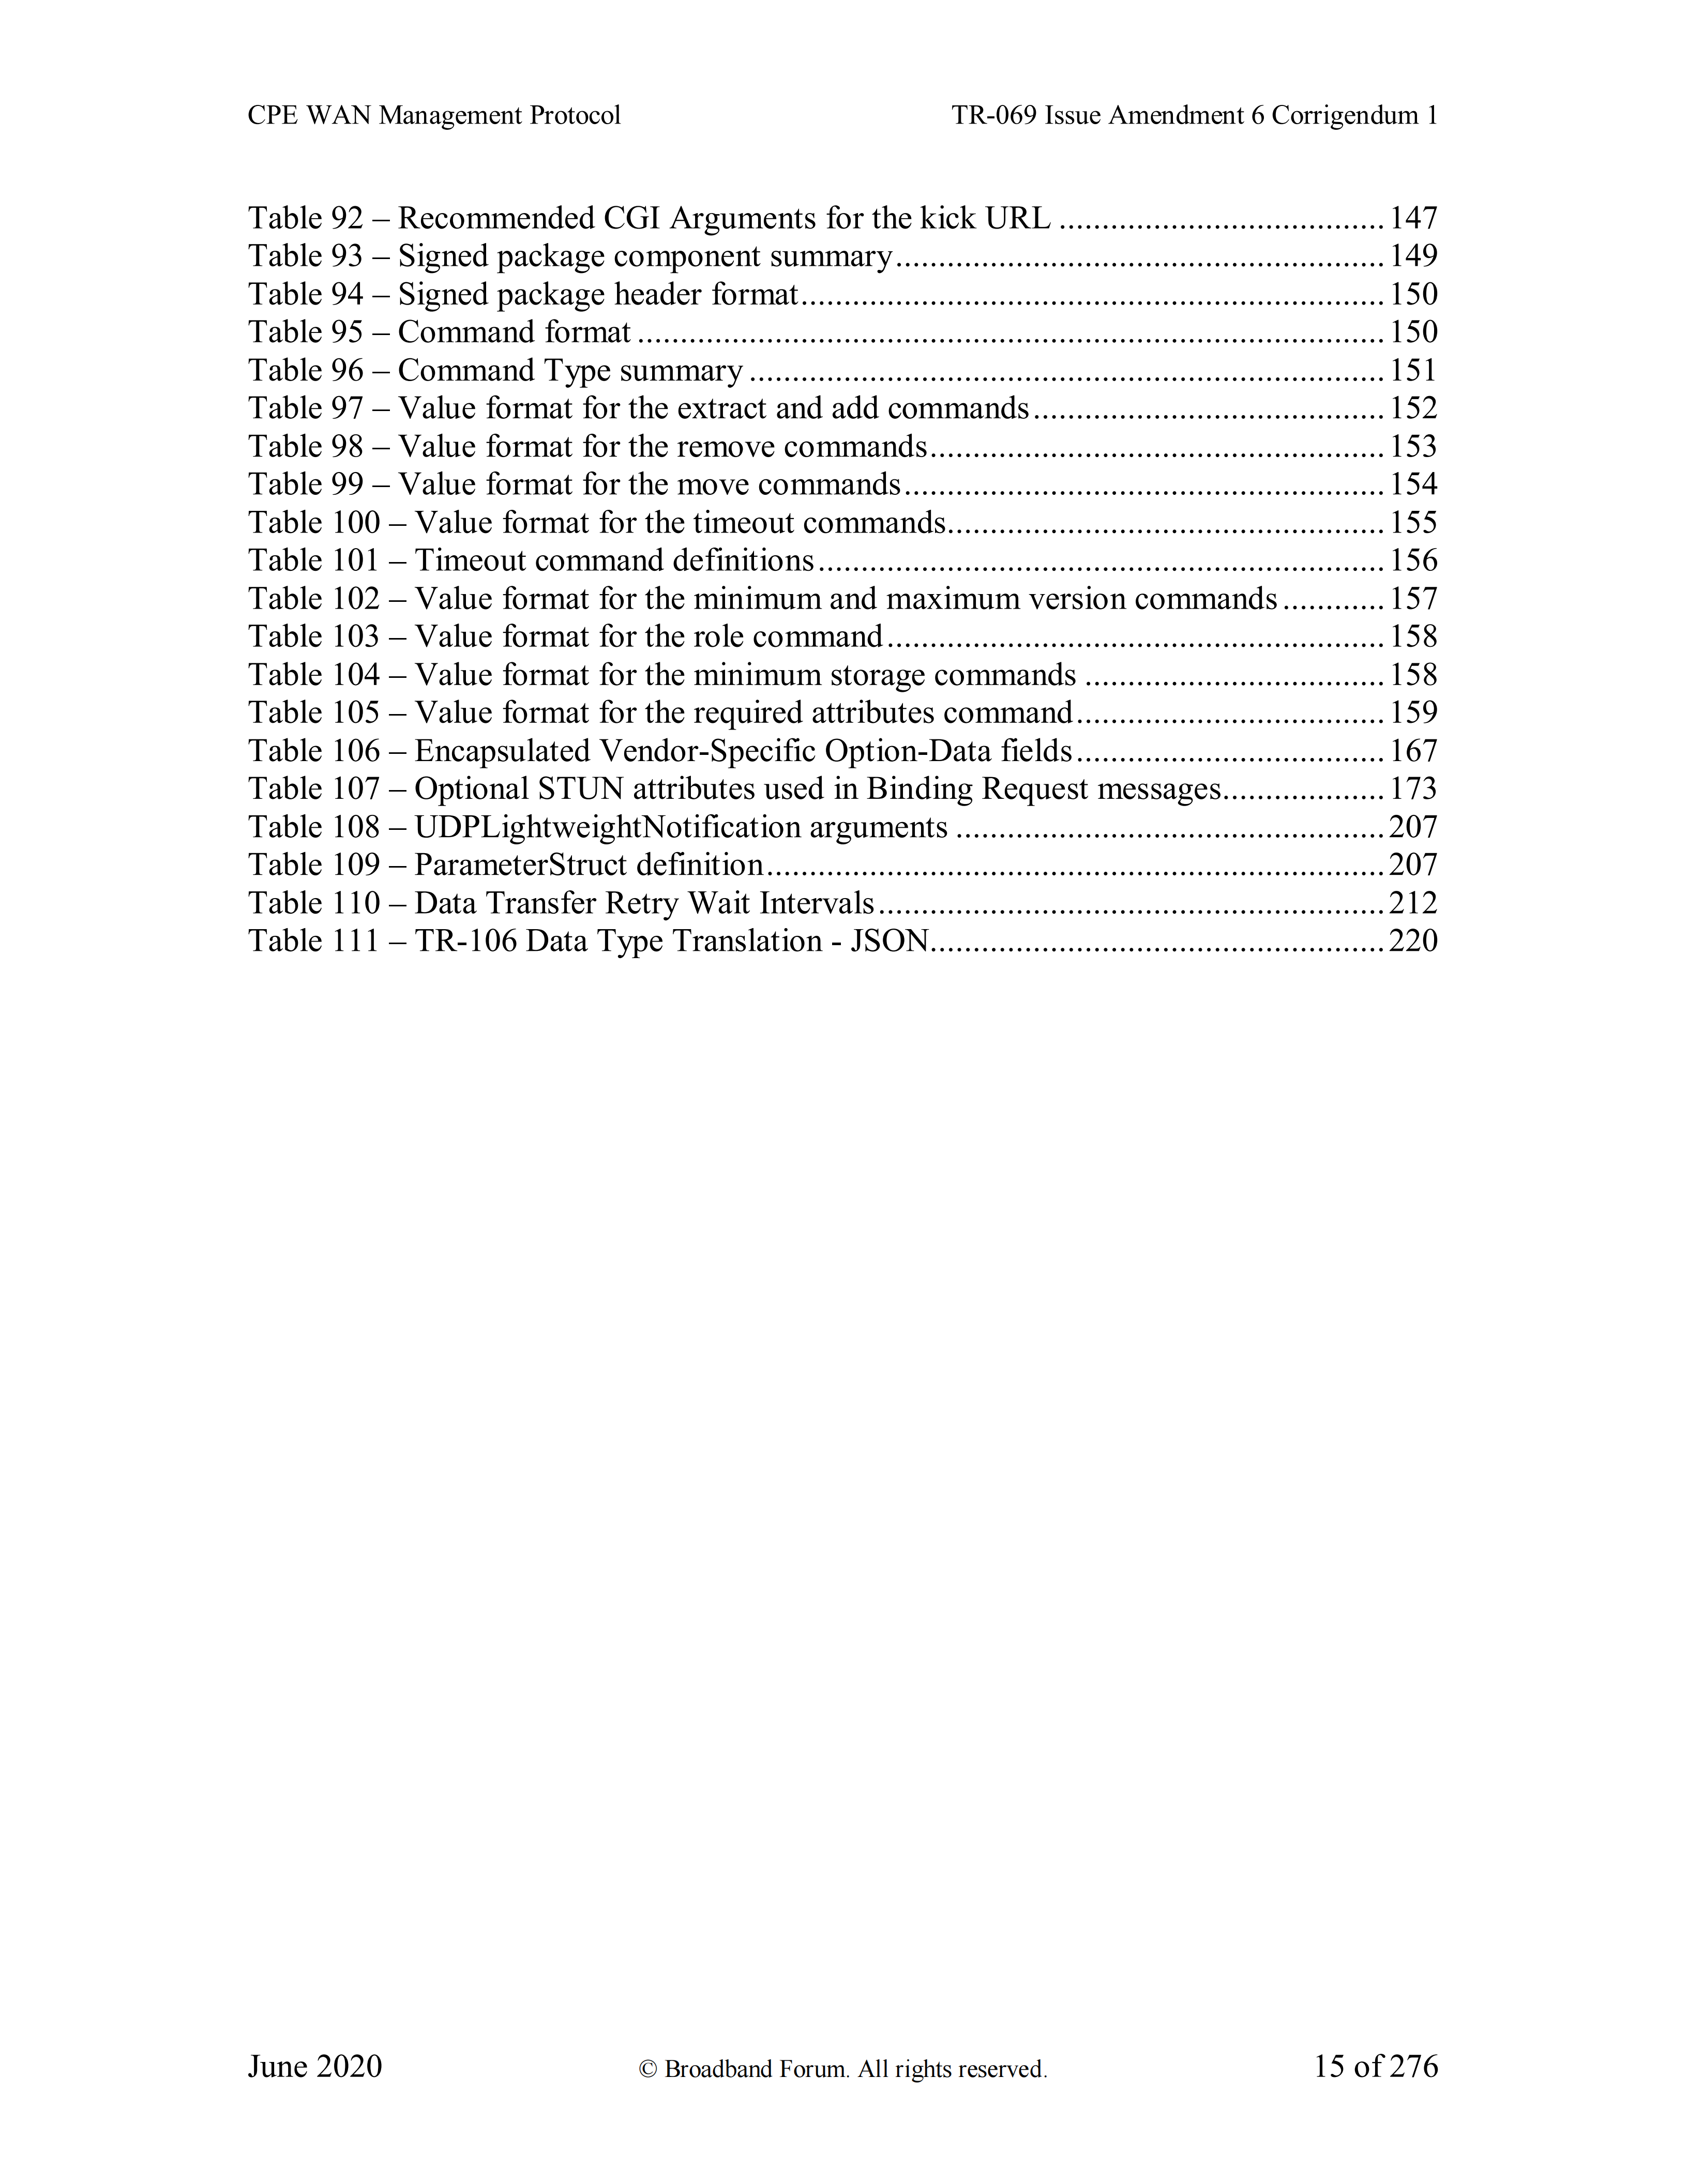 CPE WAN Management Protocol TR-069 Issue Amendment 6 Corrigendum 1
Table 92 – Recommended CGI Arguments for the kick URL ...................................... 147
Table 93 – Signed package component summary......................................................... 149
Table 94 – Signed package header format.................................................................... 150
Table 95 – Command format ....................................................................................... 150
Table 96 – Command Type summary .......................................................................... 151
Table 97 – Value format for the extract and add commands......................................... 152
Table 98 – Value format for the remove commands..................................................... 153
Table 99 – Value format for the move commands........................................................ 154
Table 100 – Value format for the timeout commands................................................... 155
Table 101 – Timeout command definitions.................................................................. 156
Table 102 – Value format for the minimum and maximum version commands ............ 157
Table 103 – Value format for the role command.......................................................... 158
Table 104 – Value format for the minimum storage commands ................................... 158
Table 105 – Value format for the required attributes command.................................... 159
Table 106 – Encapsulated Vendor-Specific Option-Data fields.................................... 167
Table 107 – Optional STUN attributes used in Binding Request messages................... 173
Table 108 – UDPLightweightNotification arguments .................................................. 207
Table 109 – ParameterStruct definition........................................................................ 207
Table 110 – Data Transfer Retry Wait Intervals........................................................... 212
Table 111 – TR-106 Data Type Translation - JSON..................................................... 220
June 2020 © Broadband Forum. All rights reserved. 15 of 276